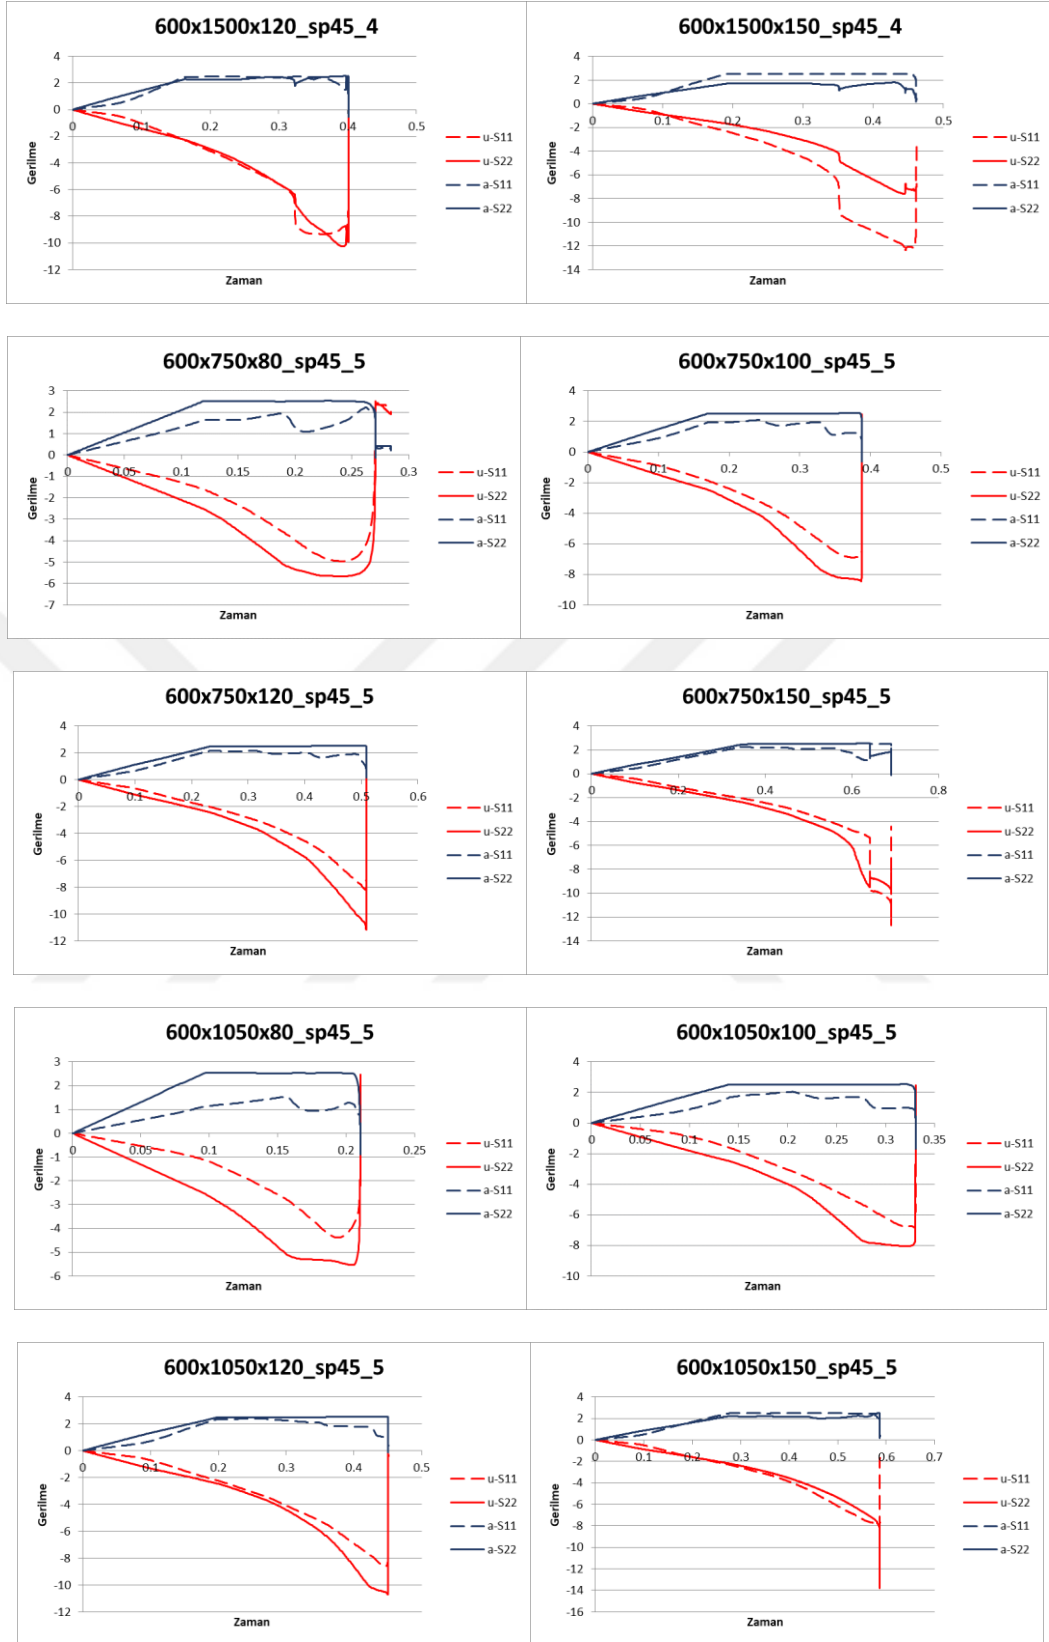 600x1500x120_sp45_4
4
2
0
-2
-4
-6
-8
-10
-12
0
0.1
0.2
0.3
0.4
0.5
Gerilme
Zaman
u-S11
u-S22
a-S11
a-S22
600x1500x150_sp45_4
4
2
0
-2
-4
-6
-8
-10
-12
-14
0
0.1
0.2
0.3
0.4
0.5
Gerilme
Zaman
u-S11
u-S22
a-S11
a-S22
600x750x80_sp45_5
3
2
1
0
-1
-2
-3
-4
-5
-6
-7
0
0.05
0.1
0.15
0.2
0.25
0.3
Gerilme
Zaman
u-S11
u-S22
a-S11
a-S22
600x750x100_sp45_5
4
2
0
-2
-4
-6
-8
-10
0
0.1
0.2
0.3
0.4
0.5
Gerilme
Zaman
u-S11
u-S22
a-S11
a-S22
600x750x120_sp45_5
4
2
0
-2
-4
-6
-8
-10
-12
0
0.1
0.2
0.3
0.4
0.5
0.6
Gerilme
Zaman
u-S11
u-S22
a-S11
a-S22
600x750x150_sp45_5
4
2
0
-2
-4
-6
-8
-10
-12
-14
0
0.2
0.4
0.6
0.8
Gerilme
Zaman
u-S11
u-S22
a-S11
a-S22
600x1050x80_sp45_5
3
2
1
0
-1
-2
-3
-4
-5
-6
0
0.05
0.1
0.15
0.2
0.25
Gerilme
Zaman
u-S11
u-S22
a-S11
a-S22
600x1050x100_sp45_5
4
2
0
-2
-4
-6
-8
-10
0
0.05
0.1
0.15
0.2
0.25
0.3
0.35
Gerilme
Zaman
u-S11
u-S22
a-S11
a-S22
600x1050x120_sp45_5
4
2
0
-2
-4
-6
-8
-10
-12
0
0.1
0.2
0.3
0.4
0.5
Gerilme
Zaman
u-S11
u-S22
a-S11
a-S22
600x1050x150_sp45_5
4
2
0
-2
-4
-6
-8
-10
-12
-14
-16
0
0.1
0.2
0.3
0.4
0.5
0.6
0.7
Gerilme
Zaman
u-S11
u-S22
a-S11
a-S22